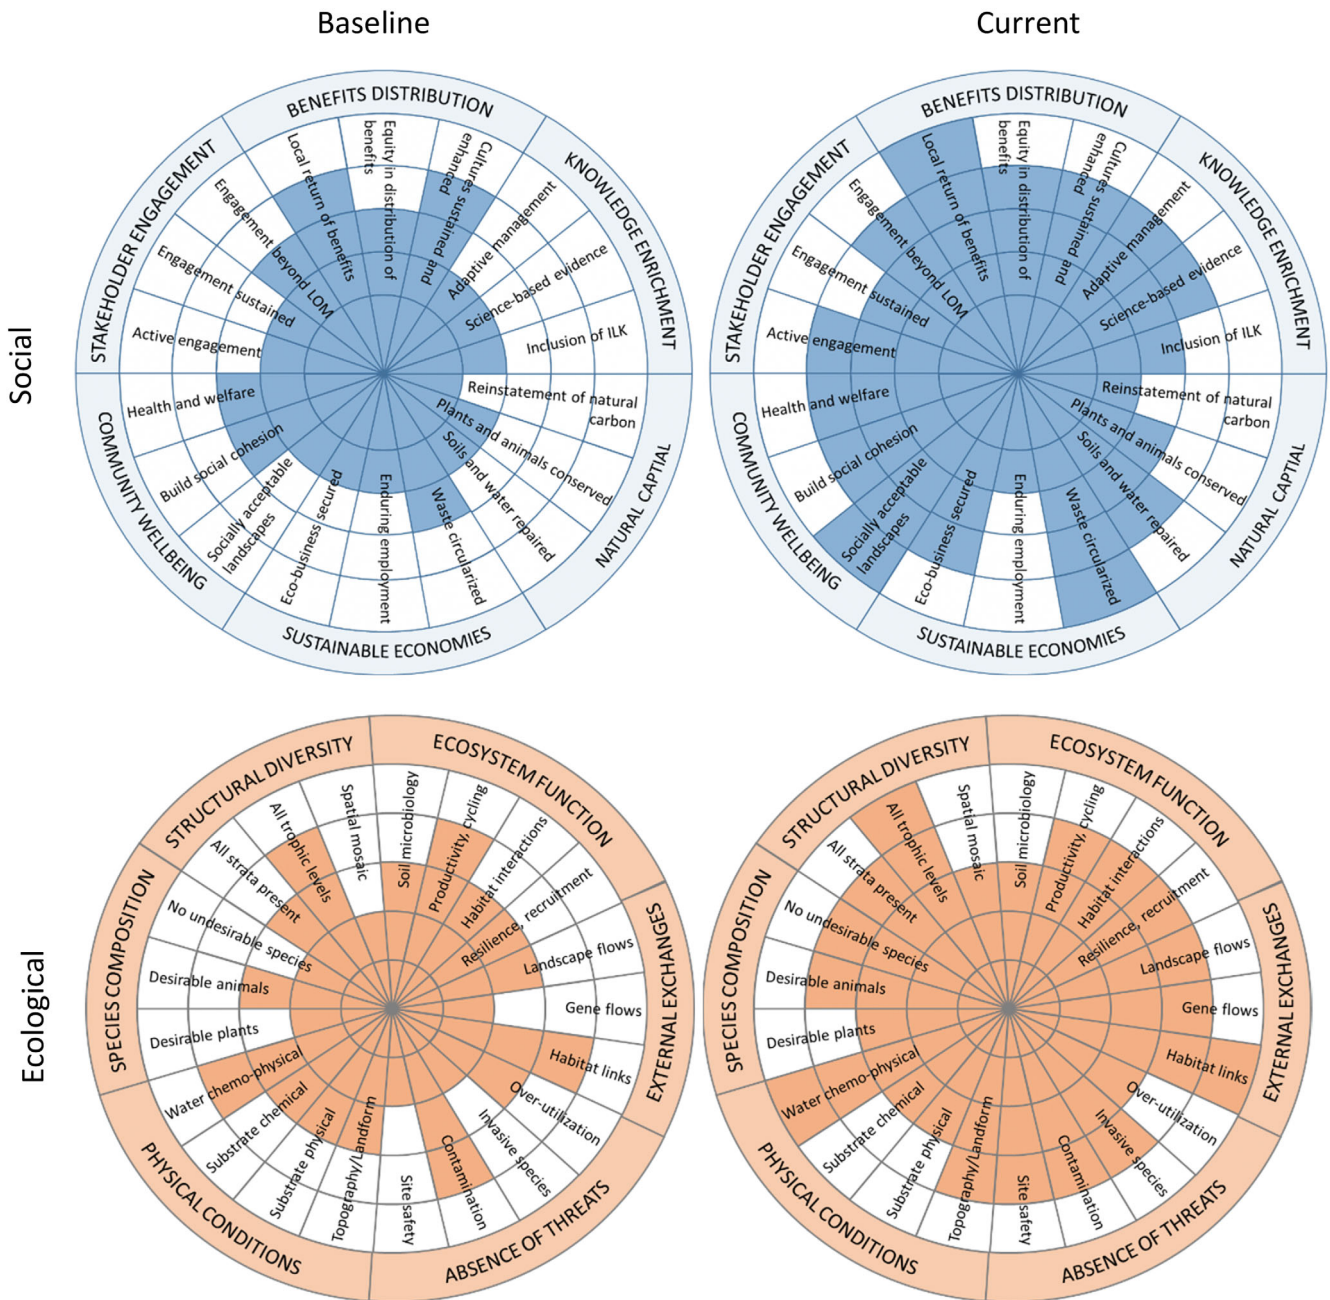 Baseline
Current
Social
BENEFITS DISTRIBUTION
KNOWLEDGE ENRICHMENT
NATURAL CAPTIAL
SUSTAINABLE ECONOMIES
COMMUNITY WELLBEING
STAKEHOLDER ENGAGEMENT
Local return of benefits
Equity in distribution of
benefits
Cultures sustained and
enhanced
Adaptive management
Science-based evidence
Inclusion of ILK
Reinstatement of natural
carbon
Plants and animals conserved
Soils and water repaired
Waste circularized
Enduring employment
Eco-business secured
Socially acceptable
landscapes
Build social cohesion
Health and welfare
Active engagement
Engagement sustained
Engagement beyond LOM
BENEFITS DISTRIBUTION
KNOWLEDGE ENRICHMENT
NATURAL CAPTIAL
SUSTAINABLE ECONOMIES
COMMUNITY WELLBEING
STAKEHOLDER ENGAGEMENT
Local return of benefits
Equity in distribution of
benefits
Cultures sustained and
enhanced
Adaptive management
Science-based evidence
Inclusion of ILK
Reinstatement of natural
carbon
Plants and animals conserved
Soils and water repaired
Waste circularized
Enduring employment
Eco-business secured
Socially acceptable
landscapes
Build social cohesion
Health and welfare
Active engagement
Engagement sustained
Engagement beyond LOM
Ecological
STRUCTURAL DIVERSITY
ECOSYSTEM FUNCTION
EXTERNAL EXCHANGES
ABSENCE OF THREATS
PHYSICAL CONDITIONS
SPECIES COMPOSITION
All strata present
All trophic levels
Spatial mosaic
Soil microbiology
Productivity, cycling
Habitat interactions
Resilience, recruitment
Landscape flows
Gene flows
Habitat links
Over-utilization
Invasive species
Contamination
Site safety
Topography/Landform
Substrate physical
Substrate chemical
Water chemo-physical
Desirable plants
Desirable animals
No undesirable species
STRUCTURAL DIVERSITY
ECOSYSTEM FUNCTION
EXTERNAL EXCHANGES
ABSENCE OF THREATS
PHYSICAL CONDITIONS
SPECIES COMPOSITION
All strata present
All trophic levels
Spatial mosaic
Soil microbiology
Productivity, cycling
Habitat interactions
Resilience, recruitment
Landscape flows
Gene flows
Habitat links
Over-utilization
Invasive species
Contamination
Site safety
Topography/Landform
Substrate physical
Substrate chemical
Water chemo-physical
Desirable plants
Desirable animals
No undesirable species